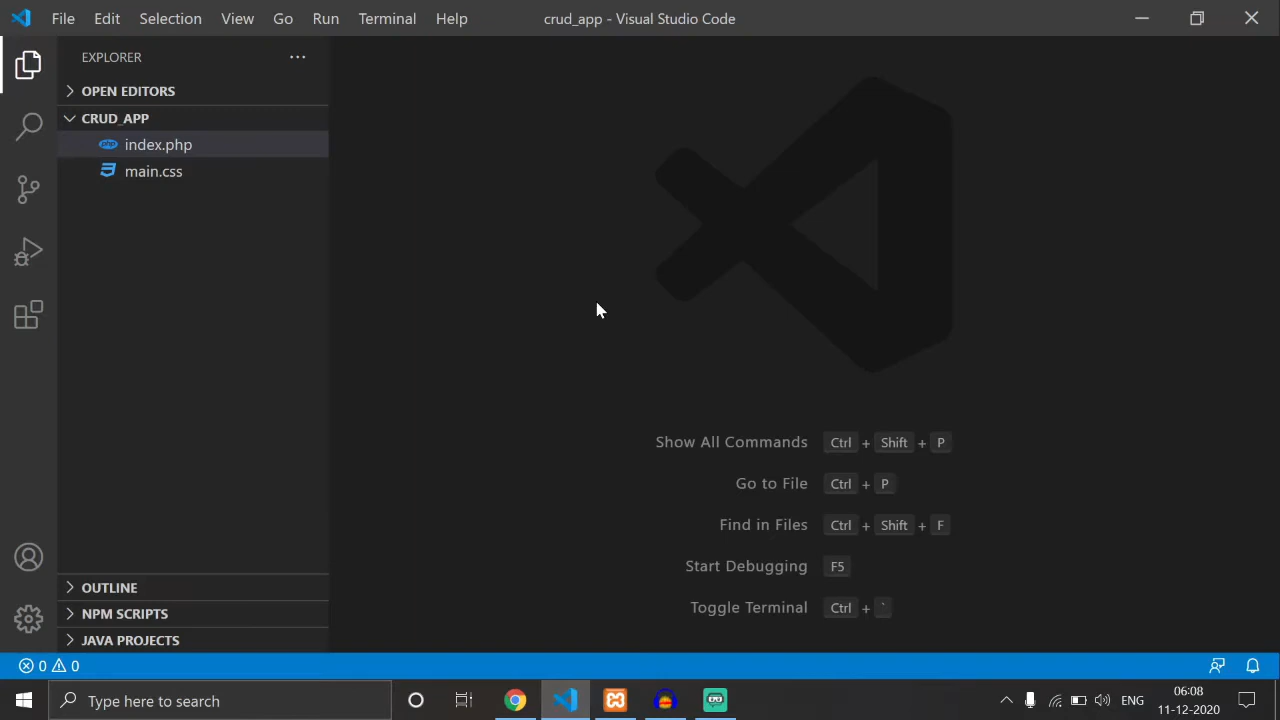 File Edit Selection View Go Run Terminal Help crud_app - Visual Studio Code
EXPLORER
OPEN EDITORS
CRUD_APP
php index.php
main.css
Show All Commands Ctrl + Shift + P
Go to File Ctrl + P
Find in Files Ctrl + Shift + F
Start Debugging F5
Toggle Terminal Ctrl + `
OUTLINE
NPM SCRIPTS
JAVA PROJECTS
0 0
Type here to search
ENG
06:08
11-12-2020